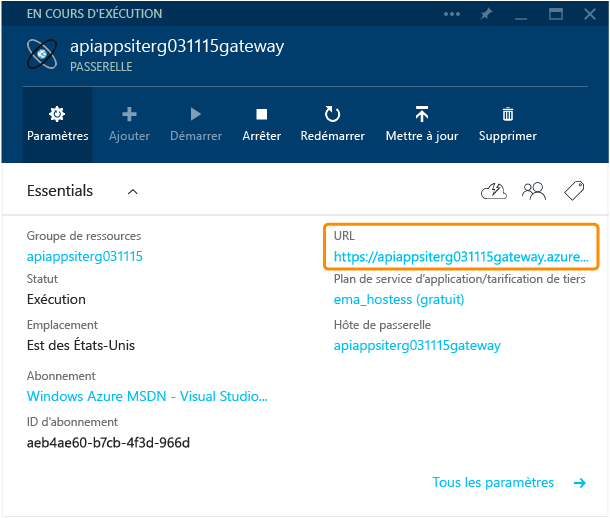 EN COURS D'EXÉCUTION
apiappsiterg031115gateway
PASSERELLE
Paramètres Ajouter Démarrer Arrêter Redémarrer Mettre à jour Supprimer
Essentials
Groupe de ressources
apiappsiterg031115
Statut
Exécution
Emplacement
Est des États-Unis
Abonnement
Windows Azure MSDN - Visual Studio...
ID d'abonnement
aeb4ae60-b7cb-4f3d-966d
URL
https://apiappsiterg031115gateway.azure...
Plan de service d’application/tarification de tiers
ema_hostess (gratuit)
Hôte de passerelle
apiappsiterg031115gateway
Tous les paramètres